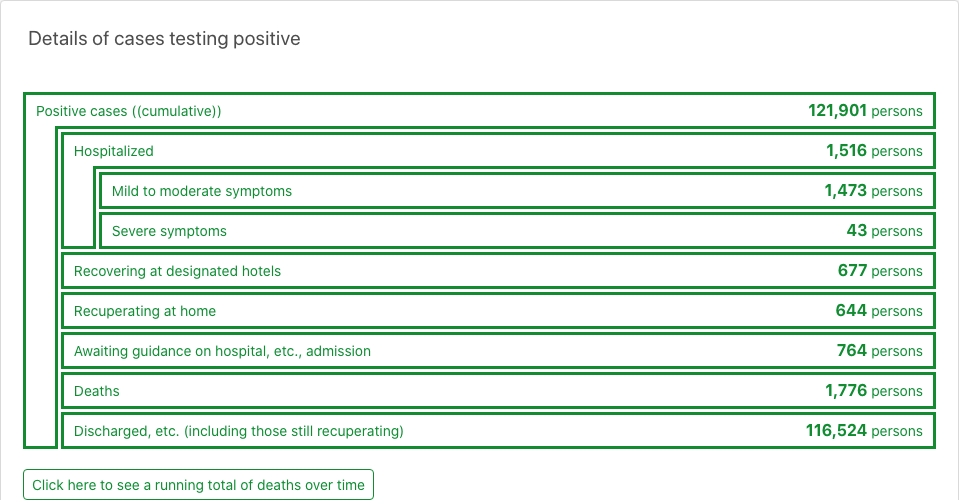 Details of cases testing positive
Positive cases ((cumulative)) 121,901 persons
Hospitalized 1,516 persons
Mild to moderate symptoms 1,473 persons
Severe symptoms 43 persons
Recovering at designated hotels 677 persons
Recuperating at home 644 persons
Awaiting guidance on hospital, etc., admission 764 persons
Deaths 1,776 persons
Discharged, etc. (including those still recuperating) 116,524 persons
Click here to see a running total of deaths over time